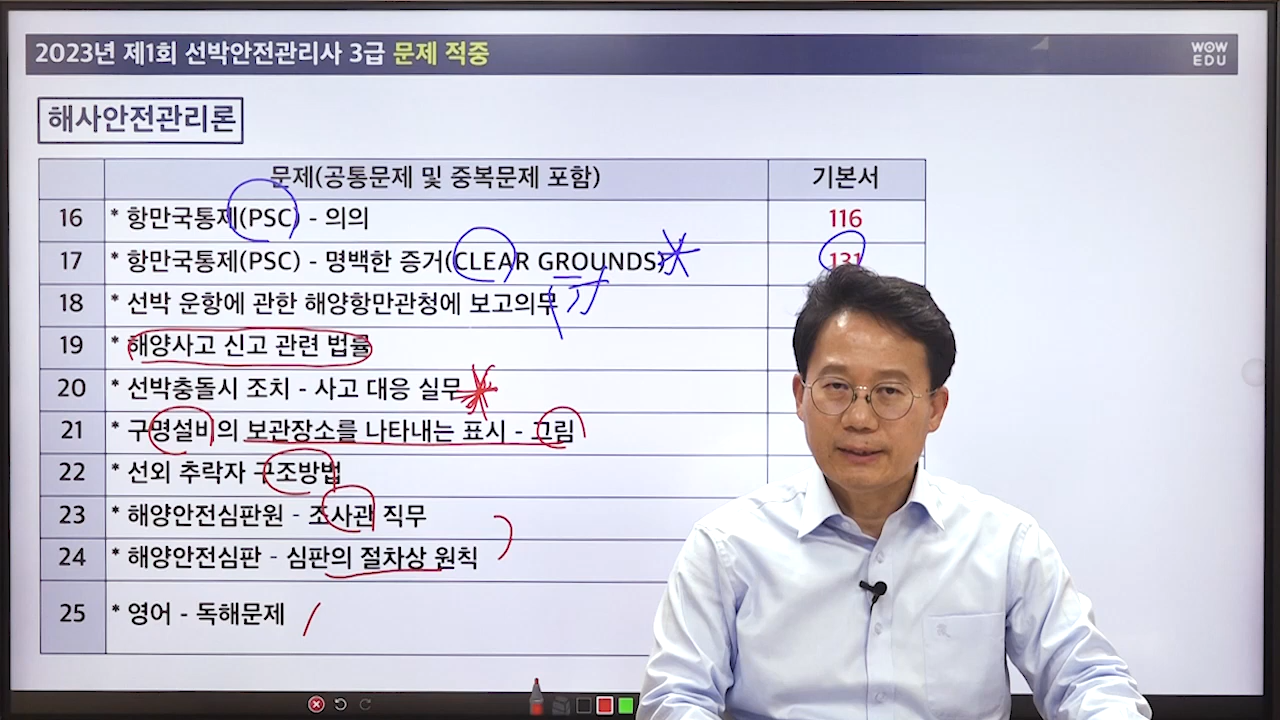 2023년 제1회 선박안전관리사 3급 문제 적중
WOW
EDU
해사안전관리론
문제(공통문제 및 중복문제 포함) 기본서
16 * 항만국통제(PSC) - 의의 116
17 * 항만국통제(PSC) - 명백한 증거(CLEAR GROUNDS) 131
18 * 선박 운항에 관한 해양항만관청에 보고의무
19 * 해양사고 신고 관련 법률
20 * 선박충돌시 조치 - 사고 대응 실무
21 * 구명설비의 보관장소를 나타내는 표시 - 그림
22 * 선외 추락자 구조방법
23 * 해양안전심판원 - 조사관 직무
24 * 해양안전심판 - 심판의 절차상 원칙
25 * 영어 - 독해문제